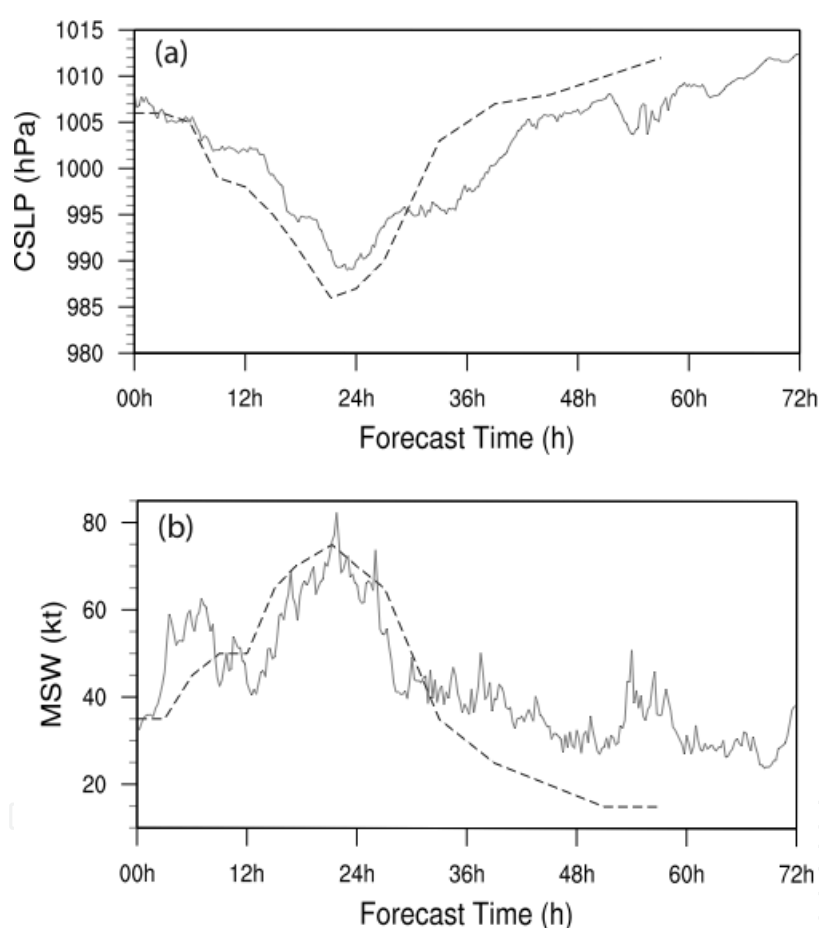 (a)
CSLP (hPa)
1015
1010
1005
1000
995
990
985
980
00h 12h 24h 36h 48h 60h 72h
Forecast Time (h)
(b)
MSW (kt)
80
60
40
20
00h 12h 24h 36h 48h 60h 72h
Forecast Time (h)